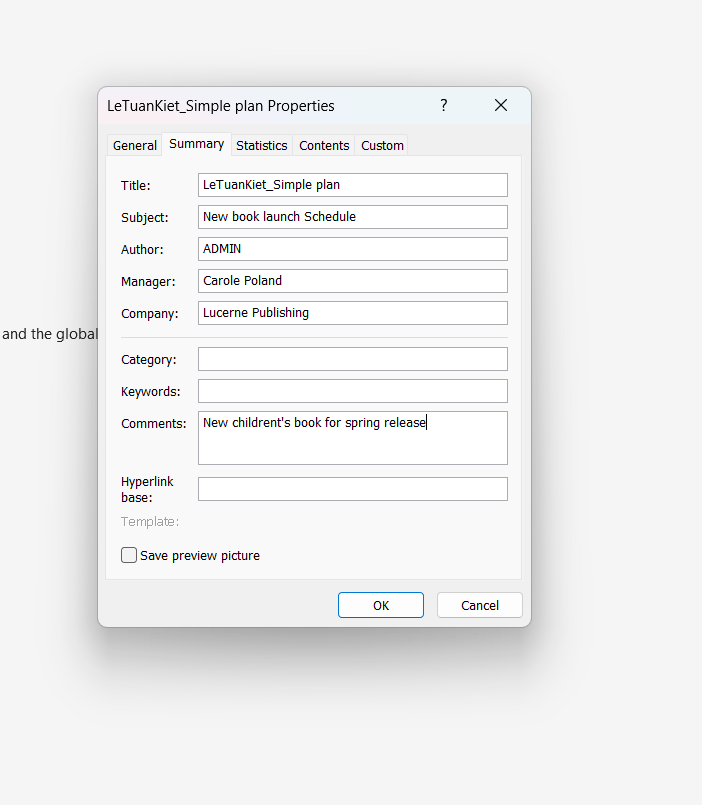 LeTuanKiet_Simple plan Properties ?
General Summary Statistics Contents Custom
Title: LeTuanKiet_Simple plan
Subject: New book launch Schedule
Author: ADMIN
Manager: Carole Poland
Company: Lucerne Publishing
and the global
Category:
Keywords:
Comments: New childrent's book for spring release
Hyperlink
base:
Template:
Save preview picture
OK Cancel